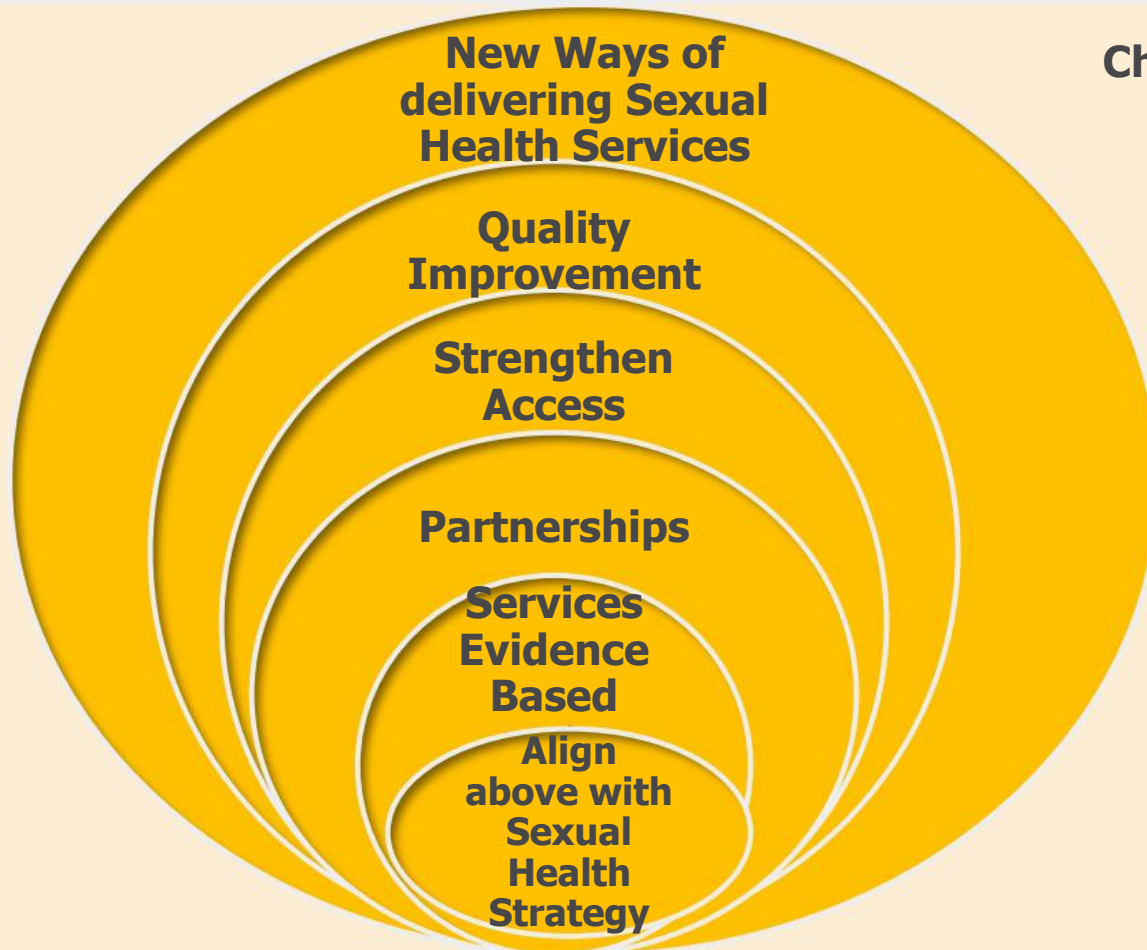 New Ways of
delivering Sexual
Health Services
Quality
Improvement
Strengthen
Access
Partnerships
Services
Evidence
Based
Align
above with
Sexual
Health
Strategy